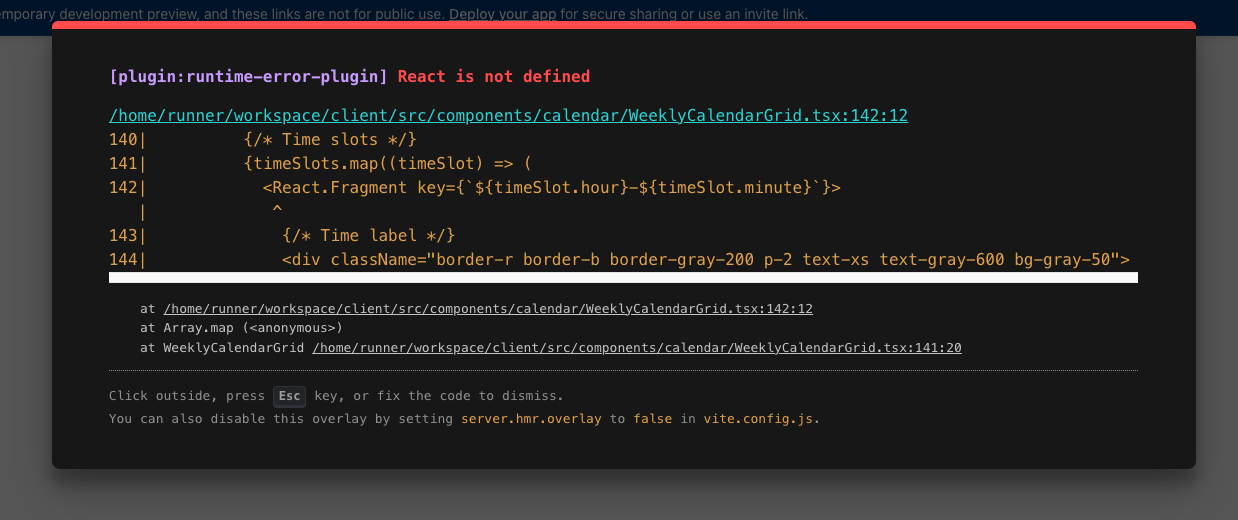 emporary development preview, and these links are not for public use. Deploy your app for secure sharing or use an invite link.
[plugin:runtime-error-plugin] React is not defined
/home/runner/workspace/client/src/components/calendar/WeeklyCalendarGrid.tsx:142:12
140|          {/* Time slots */}
141|          {timeSlots.map((timeSlot) => (
142|            <React.Fragment key={`${timeSlot.hour}-${timeSlot.minute}`}>
   |             ^
143|              {/* Time label */}
144|              <div className="border-r border-b border-gray-200 p-2 text-xs text-gray-600 bg-gray-50">
at /home/runner/workspace/client/src/components/calendar/WeeklyCalendarGrid.tsx:142:12
at Array.map (<anonymous>)
at WeeklyCalendarGrid /home/runner/workspace/client/src/components/calendar/WeeklyCalendarGrid.tsx:141:20
Click outside, press Esc key, or fix the code to dismiss.
You can also disable this overlay by setting server.hmr.overlay to false in vite.config.js.